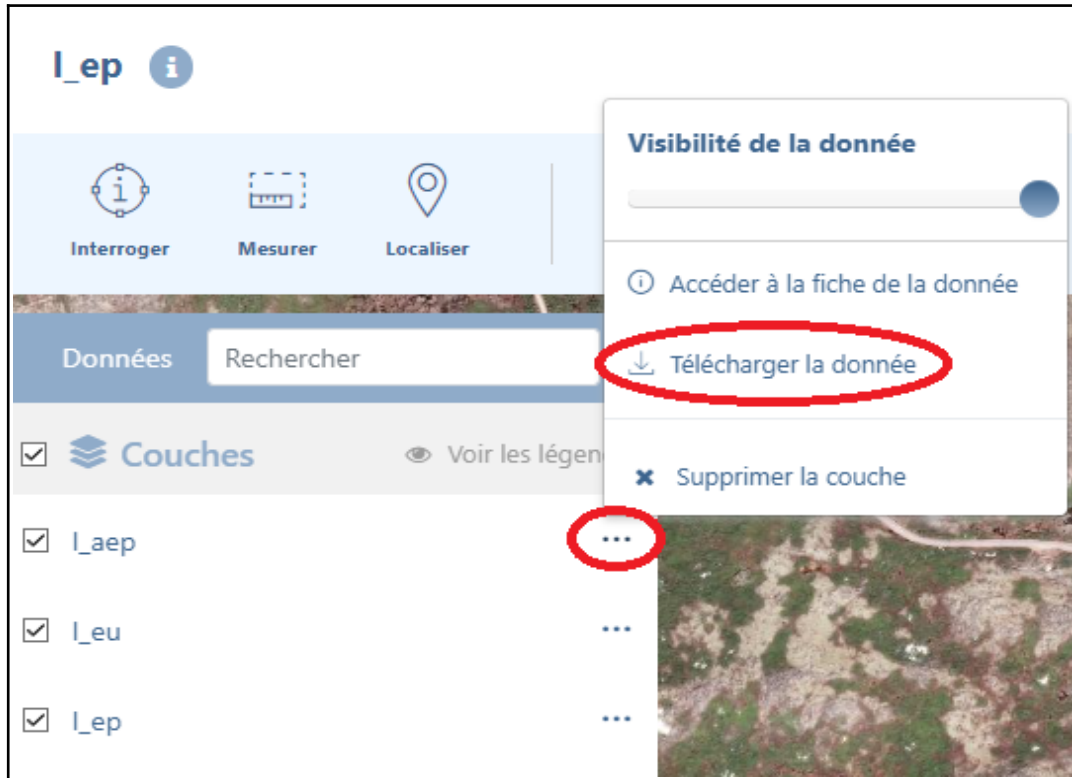 l_ep
Visibilité de la donnée
Interroger
Mesurer
Localiser
Accéder à la fiche de la donnée
Télécharger la donnée
Supprimer la couche
Données
Rechercher
Couches
Voir les légen
l_aep
l_eu
l_ep